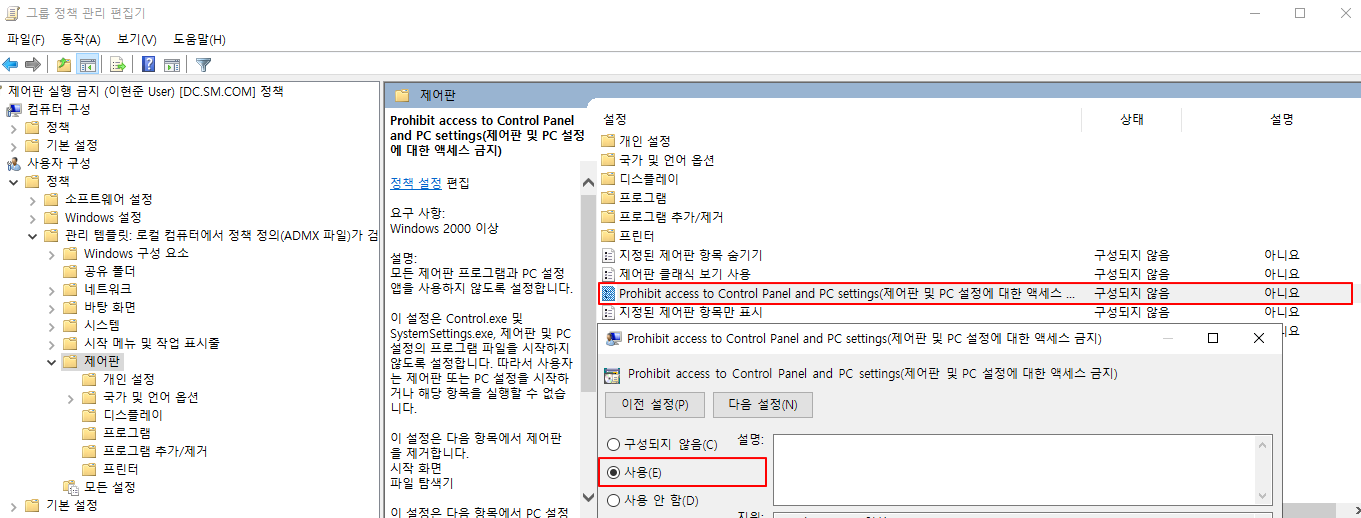 그룹 정책 관리 편집기
파일(F) 동작(A) 보기(V) 도움말(H)
제어판 실행 금지 (이현준 User) [DC.SM.COM] 정책
컴퓨터 구성
정책
기본 설정
사용자 구성
정책
소프트웨어 설정
Windows 설정
관리 템플릿: 로컬 컴퓨터에서 정책 정의(ADMX 파일)가 검
Windows 구성 요소
공유 폴더
네트워크
바탕 화면
시스템
시작 메뉴 및 작업 표시줄
제어판
개인 설정
국가 및 언어 옵션
디스플레이
프로그램
프로그램 추가/제거
프린터
모든 설정
기본 설정
제어판
Prohibit access to Control Panel
and PC settings(제어판 및 PC 설정
에 대한 액세스 금지)
정책 설정 편집
요구 사항:
Windows 2000 이상
설명:
모든 제어판 프로그램과 PC 설정
앱을 사용하지 않도록 설정합니다.
이 설정은 Control.exe 및
SystemSettings.exe, 제어판 및 PC
설정의 프로그램 파일을 시작하지
않도록 설정합니다. 따라서 사용자
는 제어판 또는 PC 설정을 시작하
거나 해당 항목을 실행할 수 없습
니다.
이 설정은 다음 항목에서 제어판
을 제거합니다.
시작 화면
파일 탐색기
이 설정은 다음 항목에서 PC 설정
설정 상태 설명
개인 설정
국가 및 언어 옵션
디스플레이
프로그램
프로그램 추가/제거
프린터
지정된 제어판 항목 숨기기 구성되지 않음 아니요
제어판 클래식 보기 사용 구성되지 않음 아니요
Prohibit access to Control Panel and PC settings(제어판 및 PC 설정에 대한 액세스 ... 구성되지 않음 아니요
지정된 제어판 항목만 표시 구성되지 않음 아니요
Prohibit access to Control Panel and PC settings(제어판 및 PC 설정에 대한 액세스 금지)
Prohibit access to Control Panel and PC settings(제어판 및 PC 설정에 대한 액세스 금지)
이전 설정(P) 다음 설정(N)
구성되지 않음(C) 설명:
사용(E)
사용 안 함(D)